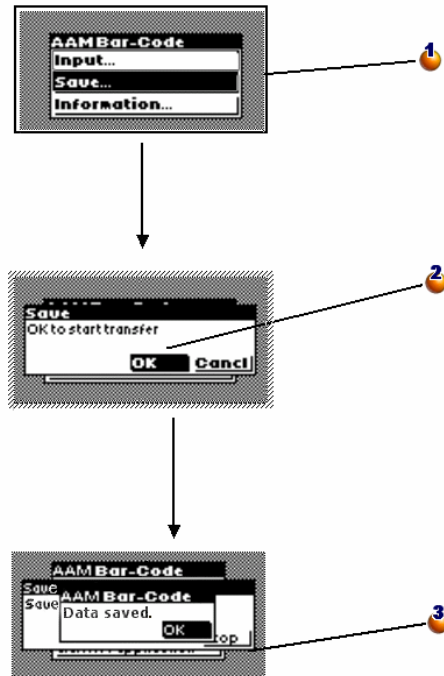 AAM Bar-Code
Input...
Save...
Information...
1
Save
OK to start transfer
OK Cancl
2
AAM Bar-Code
Save
Save
AAM Bar-Code
Data saved.
OK
3